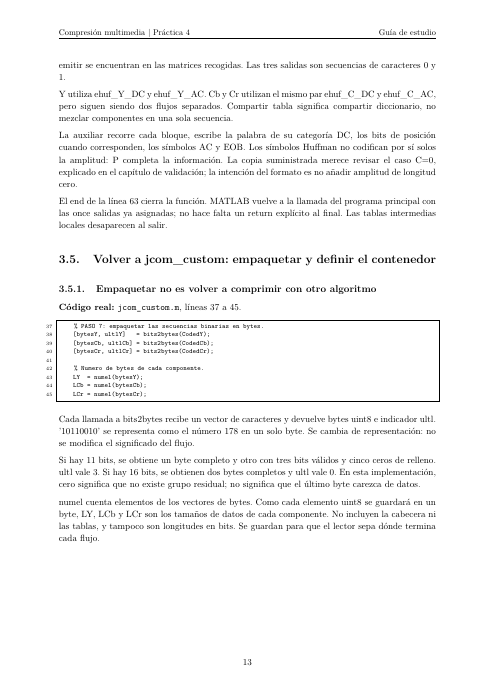 Compresión multimedia | Práctica 4 Guía de estudio
emitir se encuentran en las matrices recogidas. Las tres salidas son secuencias de caracteres 0 y
1.
Y utiliza ehuf_Y_DC y ehuf_Y_AC. Cb y Cr utilizan el mismo par ehuf_C_DC y ehuf_C_AC,
pero siguen siendo dos flujos separados. Compartir tabla significa compartir diccionario, no
mezclar componentes en una sola secuencia.
La auxiliar recorre cada bloque, escribe la palabra de su categoría DC, los bits de posición
cuando corresponden, los símbolos AC y EOB. Los símbolos Huffman no codifican por sí solos
la amplitud: P completa la información. La copia suministrada merece revisar el caso C=0,
explicado en el capítulo de validación; la intención del formato es no añadir amplitud de longitud
cero.
El end de la línea 63 cierra la función. MATLAB vuelve a la llamada del programa principal con
las once salidas ya asignadas; no hace falta un return explícito al final. Las tablas intermedias
locales desaparecen al salir.
3.5. Volver a jcom_custom: empaquetar y definir el contenedor
3.5.1. Empaquetar no es volver a comprimir con otro algoritmo
Código real: jcom_custom.m, líneas 37 a 45.
37 % PASO 7: empaquetar las secuencias binarias en bytes.
38 [bytesY, ultlY] = bits2bytes(CodedY);
39 [bytesCb, ultlCb] = bits2bytes(CodedCb);
40 [bytesCr, ultlCr] = bits2bytes(CodedCr);
41
42 % Numero de bytes de cada componente.
43 LY = numel(bytesY);
44 LCb = numel(bytesCb);
45 LCr = numel(bytesCr);
Cada llamada a bits2bytes recibe un vector de caracteres y devuelve bytes uint8 e indicador ultl.
'10110010' se representa como el número 178 en un solo byte. Se cambia de representación: no
se modifica el significado del flujo.
Si hay 11 bits, se obtiene un byte completo y otro con tres bits válidos y cinco ceros de relleno.
ultl vale 3. Si hay 16 bits, se obtienen dos bytes completos y ultl vale 0. En esta implementación,
cero significa que no existe grupo residual; no significa que el último byte carezca de datos.
numel cuenta elementos de los vectores de bytes. Como cada elemento uint8 se guardará en un
byte, LY, LCb y LCr son los tamaños de datos de cada componente. No incluyen la cabecera ni
las tablas, y tampoco son longitudes en bits. Se guardan para que el lector sepa dónde termina
cada flujo.
13